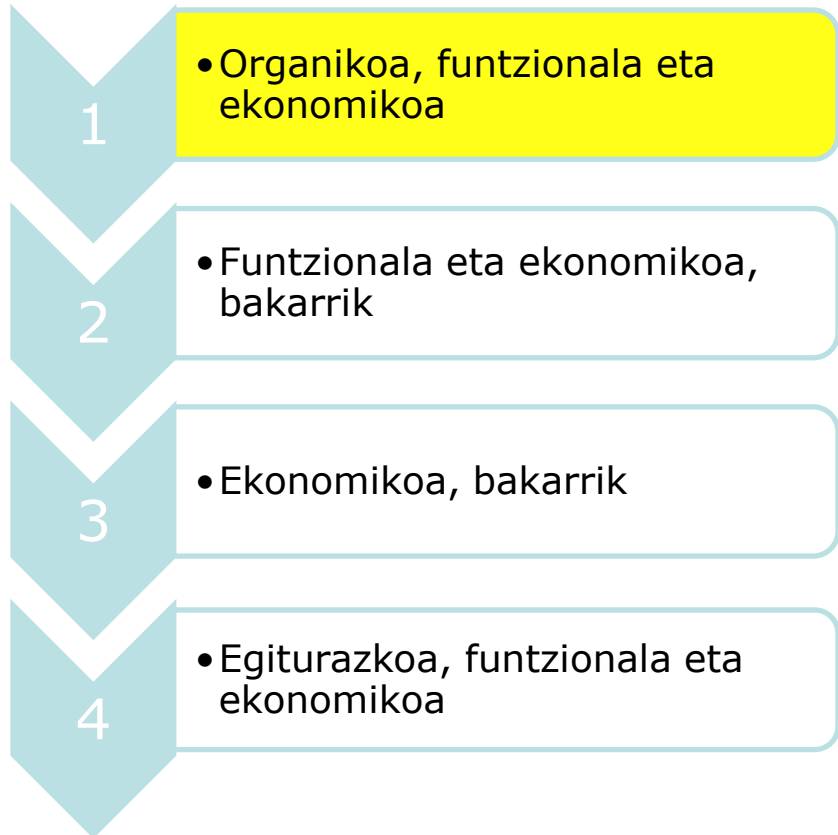 1
•Organikoa, funtzionala eta
ekonomikoa
2
•Funtzionala eta ekonomikoa,
bakarrik
3
•Ekonomikoa, bakarrik
4
•Egiturazkoa, funtzionala eta
ekonomikoa